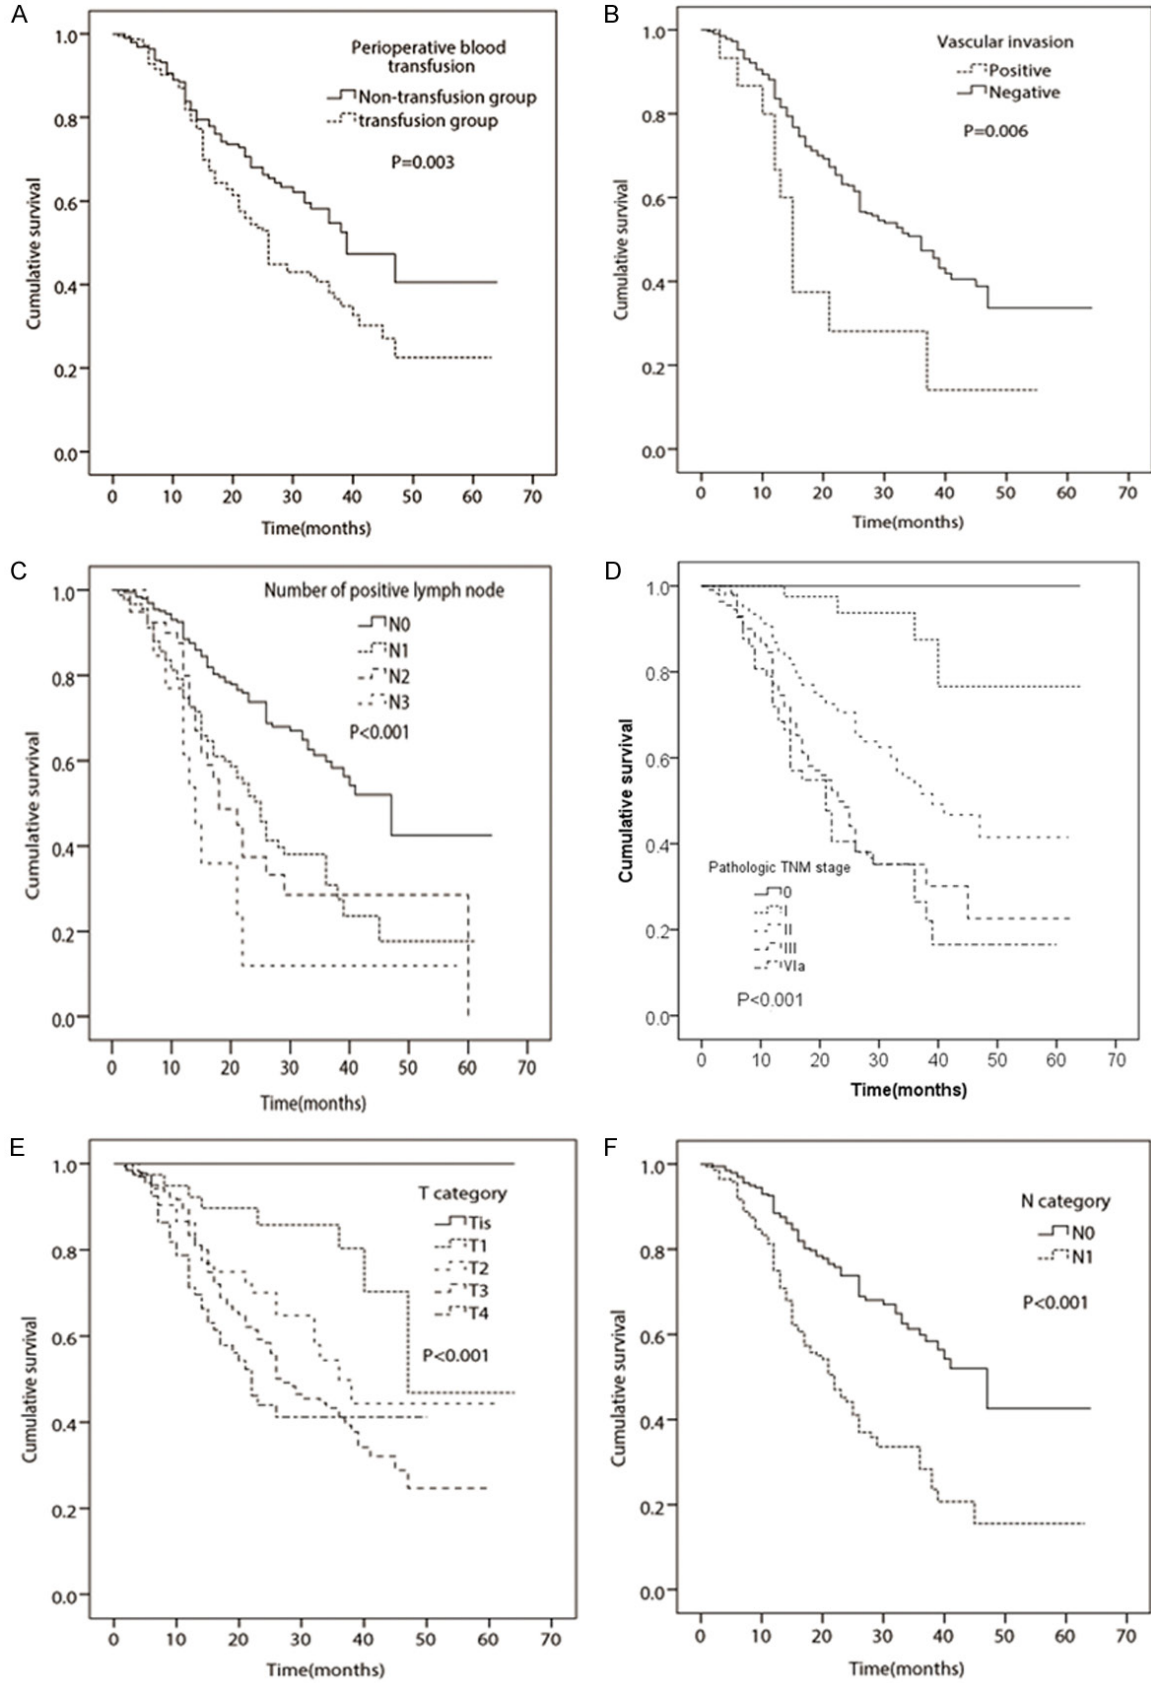 A
Perioperative blood
transfusion
Non-transfusion group
transfusion group
P=0.003
1.0
0.8
0.6
0.4
0.2
0.0
Cumulative survival
0 10 20 30 40 50 60 70
Time(months)
B
Vascular invasion
Positive
Negative
P=0.006
1.0
0.8
0.6
0.4
0.2
0.0
Cumulative survival
0 10 20 30 40 50 60 70
Time(months)
C
Number of positive lymph node
N0
N1
N2
N3
P<0.001
1.0
0.8
0.6
0.4
0.2
0.0
Cumulative survival
0 10 20 30 40 50 60 70
Time(months)
D
1.0
0.8
0.6
0.4
0.2
0.0
Cumulative survival
Pathologic TNM stage
0
I
II
III
VIa
P<0.001
0 10 20 30 40 50 60 70
Time(months)
E
T category
Tis
T1
T2
T3
T4
P<0.001
1.0
0.8
0.6
0.4
0.2
0.0
Cumulative survival
0 10 20 30 40 50 60 70
Time(months)
F
N category
N0
N1
P<0.001
1.0
0.8
0.6
0.4
0.2
0.0
Cumulative survival
0 10 20 30 40 50 60 70
Time(months)